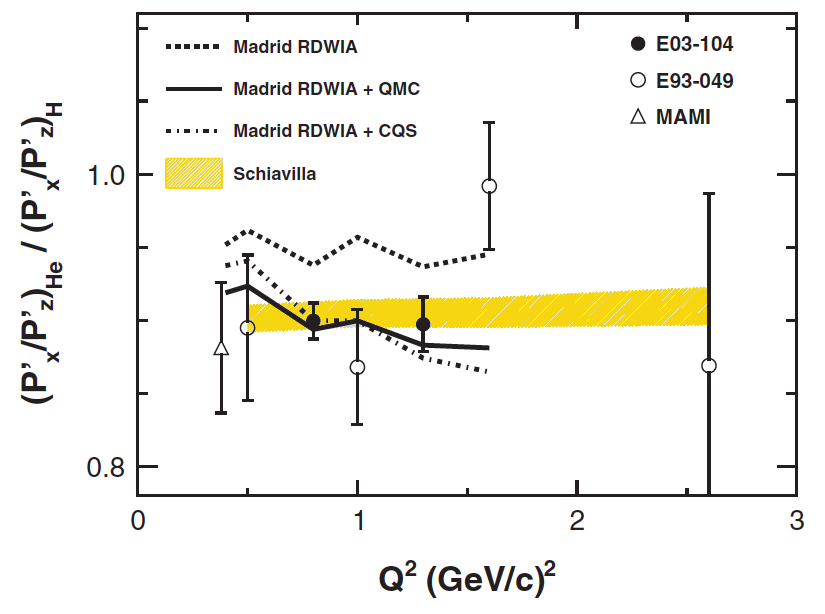 Madrid RDWIA
Madrid RDWIA + QMC
Madrid RDWIA + CQS
Schiavilla
E03-104
E93-049
MAMI
(P'x/P'z)He / (P'x/P'z)H
1.0
0.8
0
1
2
3
Q² (GeV/c)²